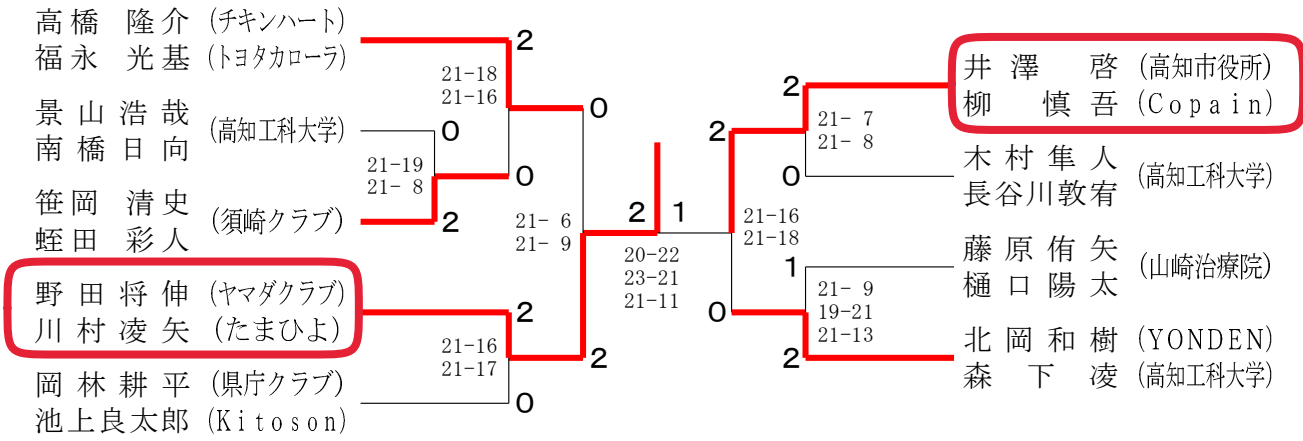 高橋 隆介 (チキンハート)
福永 光基 (トヨタカローラ)
2
21-18
21-16
0
景山浩哉
南橋日向
(高知工科大学)
0
21-19
21- 8
0
笹岡 清史
蛭田 彩人
(須崎クラブ)
2
21- 6
21- 9
野田将伸 (ヤマダクラブ)
川村凌矢 (たまひよ)
2
21-16
21-17
2
岡林耕平 (県庁クラブ)
池上良太郎 (Kitoson)
0
2 1
20-22
23-21
21-11
井澤 啓 (高知市役所)
柳 慎吾 (Copain)
2
21- 7
21- 8
2
木村隼人
長谷川敦宥
(高知工科大学)
0
21-16
21-18
藤原侑矢
樋口陽太
(山崎治療院)
1
21- 9
19-21
21-13
0
北岡和樹 (YONDEN)
森下 凌 (高知工科大学)
2